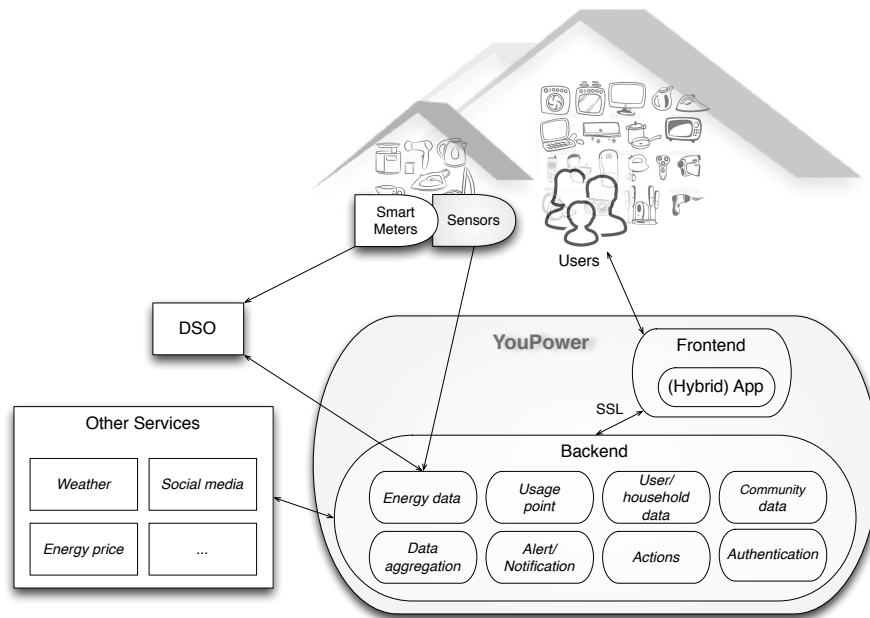 Smart
Meters
Sensors
Users
DSO
YouPower
Frontend
(Hybrid) App
SSL
Other Services
Weather
Social media
Energy price
...
Backend
Energy data
Usage
point
User/
household
data
Community
data
Data
aggregation
Alert/
Notification
Actions
Authentication